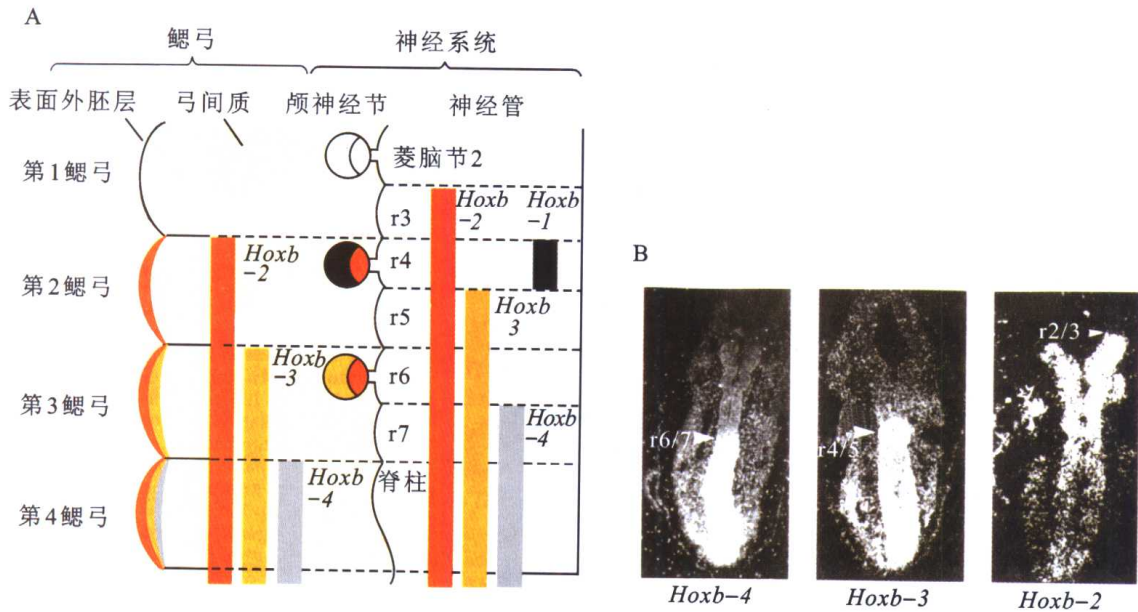 A
鳃弓
神经系统
表面外胚层
弓间质
颅神经节
神经管
第1鳃弓
菱脑节2
r3
Hoxb
-2
Hoxb
-1
第2鳃弓
Hoxb
-2
r4
r5
Hoxb
3
第3鳃弓
Hoxb
-3
r6
r7
Hoxb
-4
第4鳃弓
Hoxb
-4
脊柱
B
r6/7
r4/5
r2/3
Hoxb-4
Hoxb-3
Hoxb-2